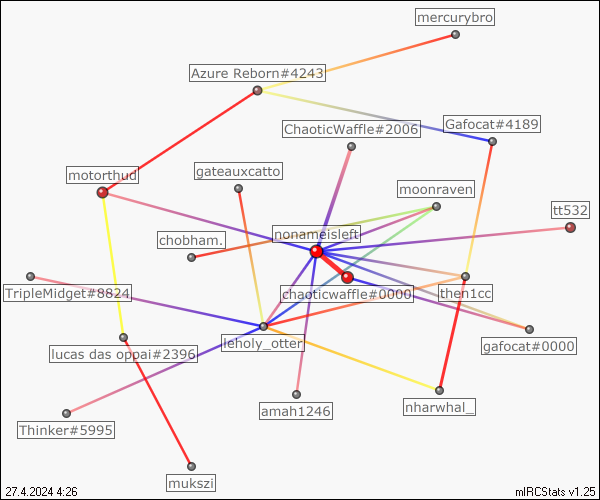 mercurybro
Azure Reborn#4243
ChaoticWaffle#2006
Gafocat#4189
motorthud
gateauxcatto
moonraven
tt532
chobham.
nonameisleft
TripleMidget#8824
chaoticwaffle#0000
then1cc
leholy_otter
gafocat#0000
lucas das oppai#2396
amah1246
nharwhal_
Thinker#5995
mukszi
27.4.2024 4:26
mIRCStats v1.25